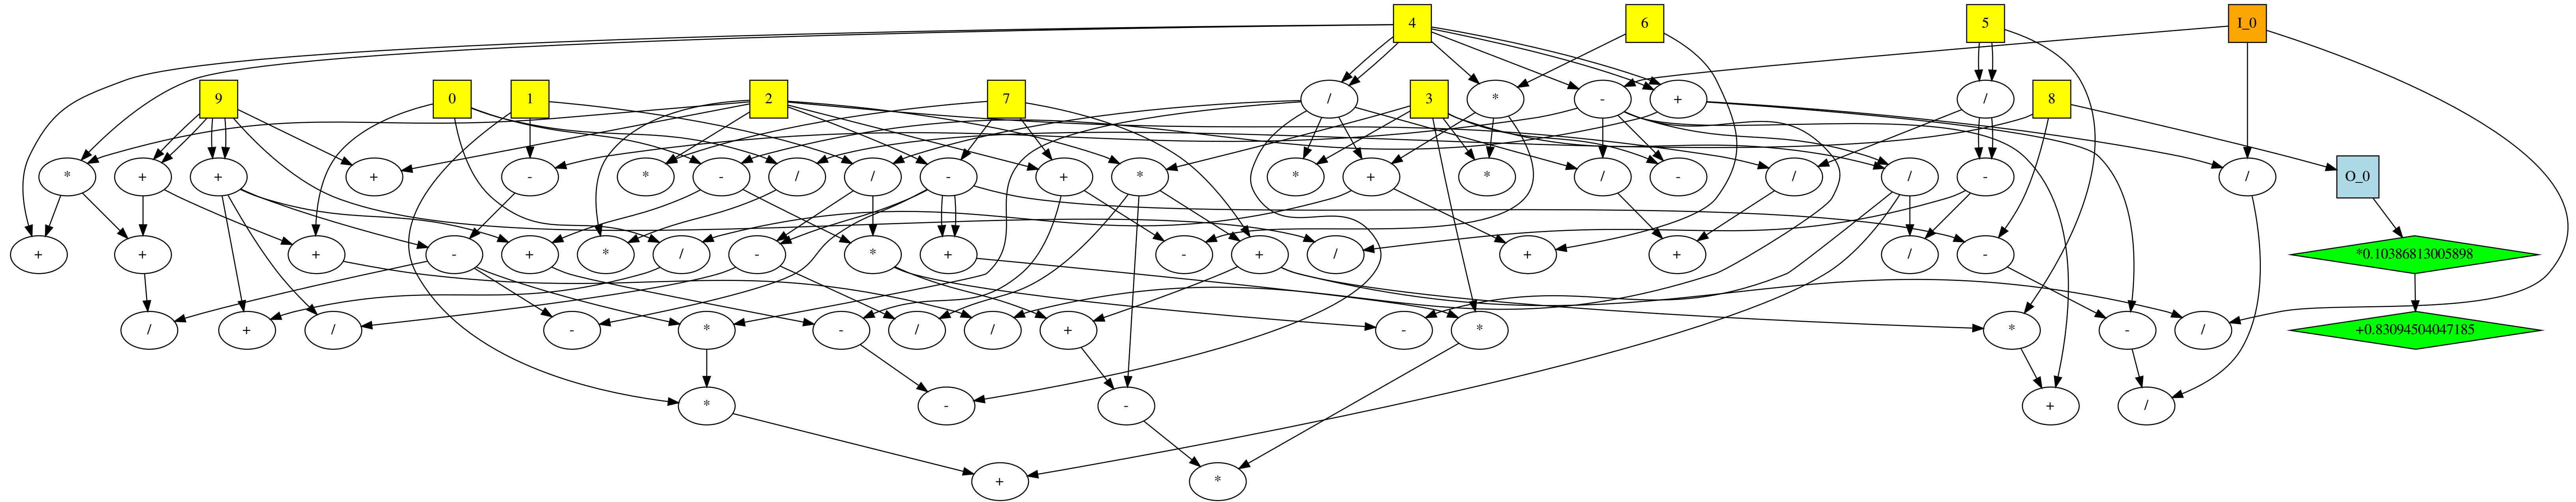 4 6 5 I_0
9 0 1 2 7 / 3 * - + / 8
* + + + - * - / / - + * * + * / - / / - / O_0
+ + + - + * / - * + - + / + + / - *0.10386813005898
/ + / - * - / / + - * * - / +0.83094504047185
* - - + /
+ *